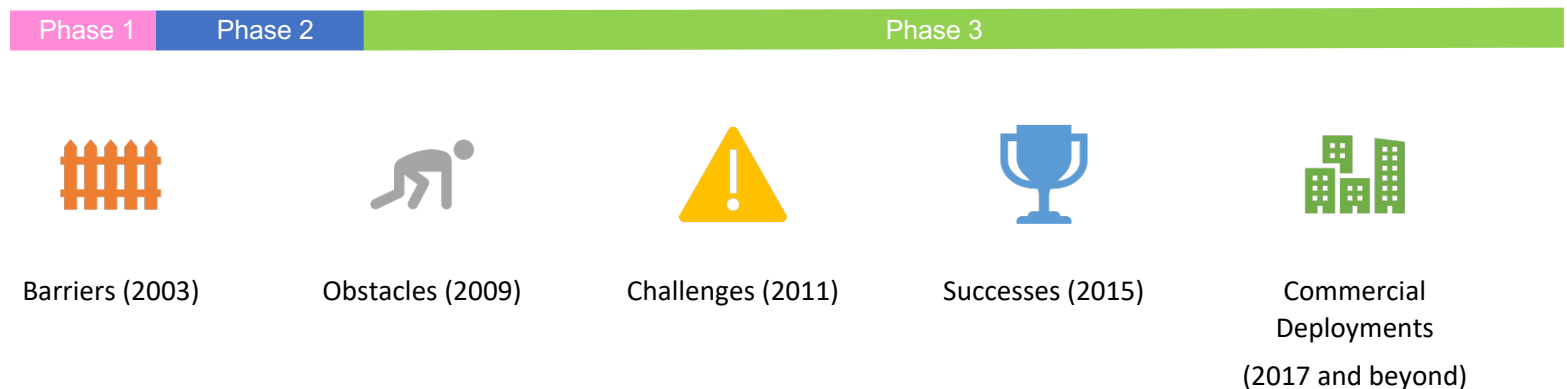 Phase 1 Phase 2 Phase 3
Barriers (2003) Obstacles (2009) Challenges (2011) Successes (2015) Commercial
Deployments
(2017 and beyond)